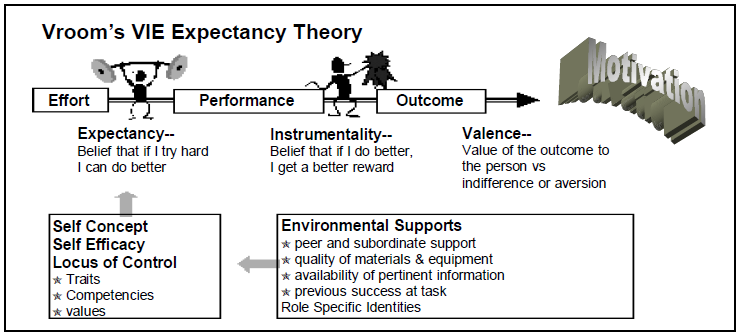 Vroom's VIE Expectancy Theory
Motivation
Effort
Performance
Outcome
Expectancy--
Belief that if I try hard
I can do better
Instrumentality--
Belief that if I do better,
I get a better reward
Valence--
Value of the outcome to
the person vs
indifference or aversion
Self Concept
Self Efficacy
Locus of Control
★ Traits
★ Competencies
★ values
Environmental Supports
★ peer and subordinate support
★ quality of materials & equipment
★ availability of pertinent information
★ previous success at task
Role Specific Identities